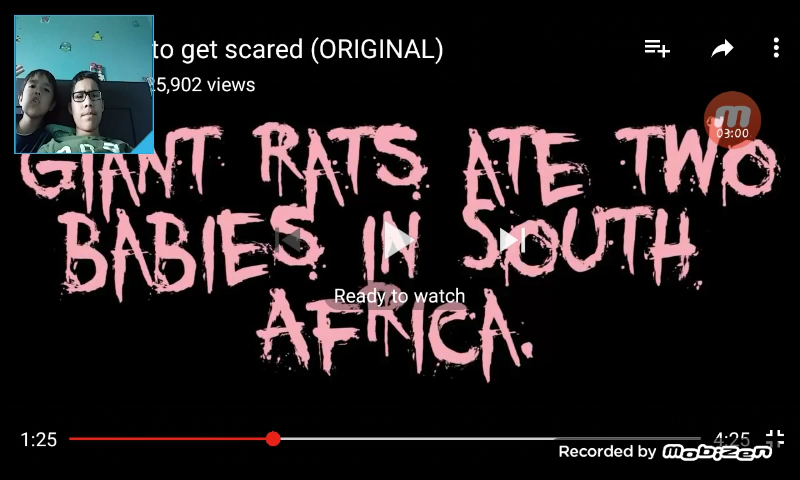 to get scared (ORIGINAL)
25,902 views
03:00
GIANT RATS ATE TWO
BABIES IN SOUTH
AFRICA.
Ready to watch
1:25
4:25
Recorded by mobizen